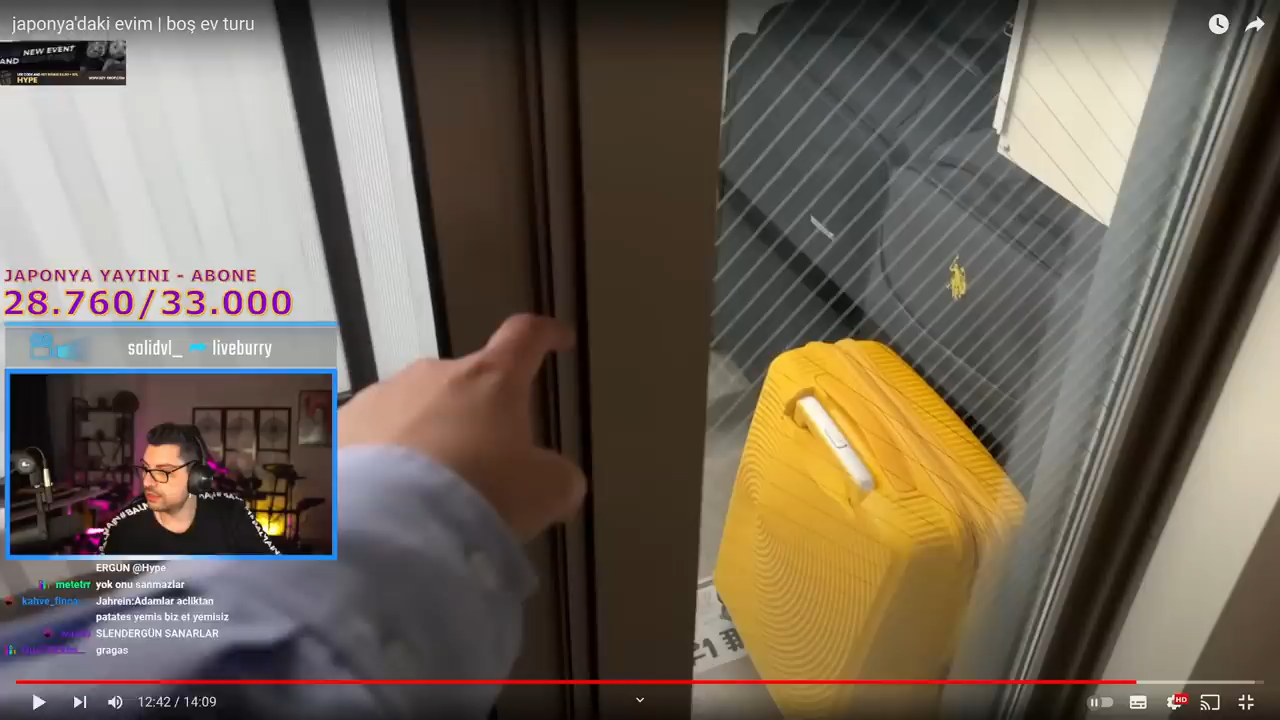 japonya'daki evim | boş ev turu
NEW EVENT
AND
HYPE
JAPONYA YAYINI - ABONE
28.760/33.000
solidvl_ liveburry
ERGÜN @Hype
metetrr yok onu sanmazlar
Jahrein:Adamlar acliktan
patates yemis biz et yemisiz
SLENDERGÜN SANARLAR
gragas
12:42 / 14:09
HD